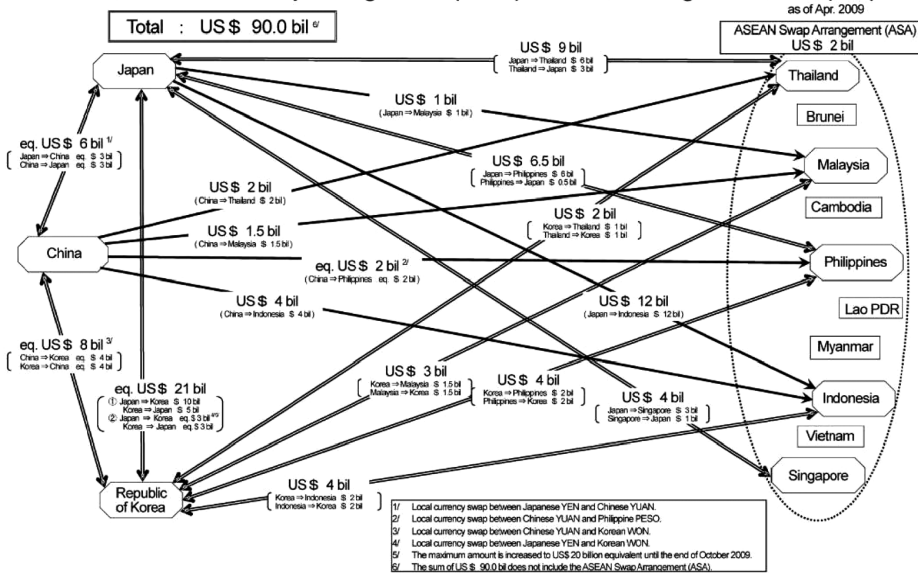 as of Apr. 2009
Total : US $ 90.0 bil 6/
ASEAN Swap Arrangement (ASA)
US $ 2 bil
Japan
US $ 9 bil
Japan ⇒ Thailand $ 6 bil
Thailand ⇒ Japan $ 3 bil
Thailand
US $ 1 bil
(Japan ⇒ Malaysia $ 1 bil)
Brunei
eq. US $ 6 bil 1/
Japan ⇒ China eq. $ 3 bil
China ⇒ Japan eq. $ 3 bil
US $ 6.5 bil
Japan ⇒ Philippines $ 6 bil
Philippines ⇒ Japan $ 0.5 bil
Malaysia
US $ 2 bil
(China ⇒ Thailand $ 2 bil)
US $ 2 bil
Korea ⇒ Thailand $ 1 bil
Thailand ⇒ Korea $ 1 bil
Cambodia
US $ 1.5 bil
(China ⇒ Malaysia $ 1.5 bil)
China
eq. US $ 2 bil 2/
(China ⇒ Philippines eq. $ 2 bil)
Philippines
US $ 4 bil
(China ⇒ Indonesia $ 4 bil)
US $ 12 bil
(Japan ⇒ Indonesia $ 12 bil)
Lao PDR
Myanmar
eq. US $ 8 bil 3/
China ⇒ Korea eq. $ 4 bil
Korea ⇒ China eq. $ 4 bil
US $ 3 bil
Korea ⇒ Malaysia $ 1.5 bil
Malaysia ⇒ Korea $ 1.5 bil
US $ 4 bil
Korea ⇒ Philippines $ 2 bil
Philippines ⇒ Korea $ 2 bil
eq. US $ 21 bil
① Japan ⇒ Korea $ 10 bil
Korea ⇒ Japan $ 5 bil
② Japan ⇒ Korea eq. $ 3 bil
Korea ⇒ Japan eq. $ 3 bil
US $ 4 bil
Japan ⇒ Singapore $ 3 bil
Singapore ⇒ Japan $ 1 bil
Indonesia
Vietnam
Singapore
US $ 4 bil
Korea ⇒ Indonesia $ 2 bil
Indonesia ⇒ Korea $ 2 bil
Republic
of Korea
1/ Local currency swap between Japanese YEN and Chinese YUAN.
2/ Local currency swap between Chinese YUAN and Philippine PESO.
3/ Local currency swap between Chinese YUAN and Korean WON.
4/ Local currency swap between Japanese YEN and Korean WON.
5/ The maximum amount is increased to US$ 20 billion equivalent until the end of October 2009.
6/ The sum of US $ 90.0 bil does not include the ASEAN Swap Arrangement (ASA).